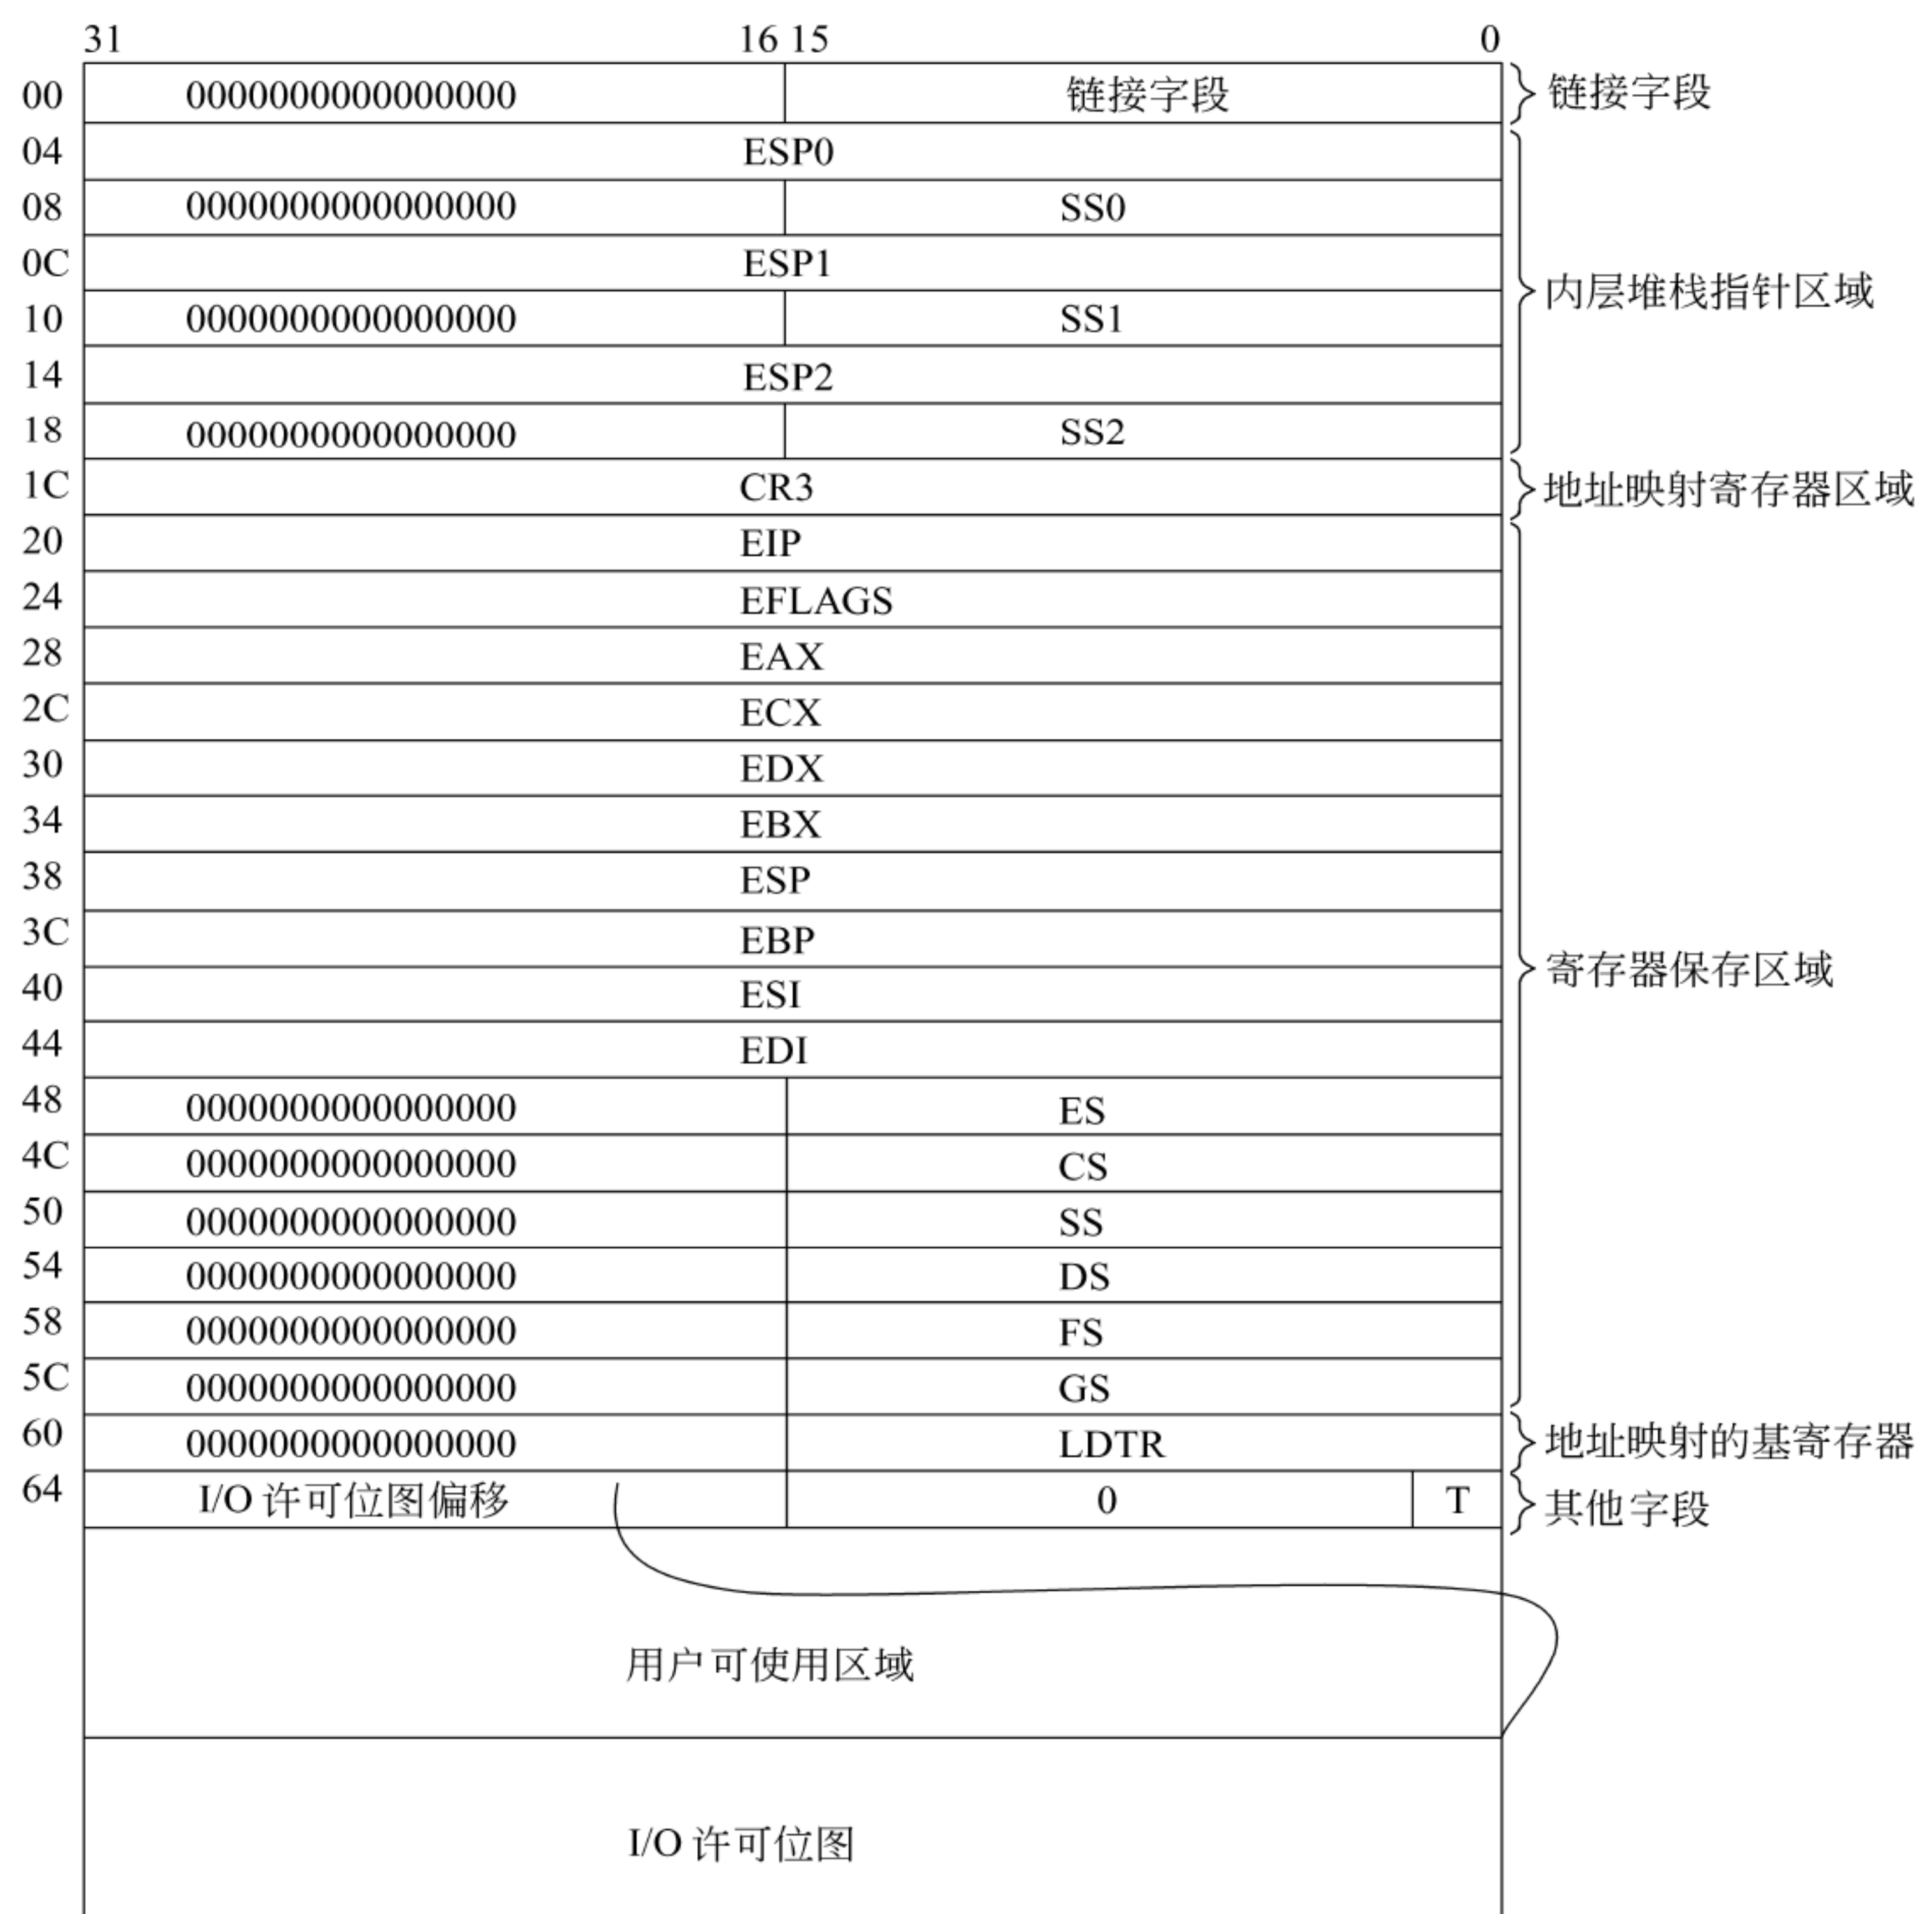 31 16 15 0
00 0000000000000000 链接字段 链接字段
04 ESP0
08 0000000000000000 SS0
0C ESP1
内层堆栈指针区域
10 0000000000000000 SS1
14 ESP2
18 0000000000000000 SS2
1C CR3 地址映射寄存器区域
20 EIP
24 EFLAGS
28 EAX
2C ECX
30 EDX
34 EBX
38 ESP
3C EBP
寄存器保存区域
40 ESI
44 EDI
48 0000000000000000 ES
4C 0000000000000000 CS
50 0000000000000000 SS
54 0000000000000000 DS
58 0000000000000000 FS
5C 0000000000000000 GS
60 0000000000000000 LDTR 地址映射的基寄存器
64 I/O 许可位图偏移 0 T 其他字段
用户可使用区域
I/O 许可位图